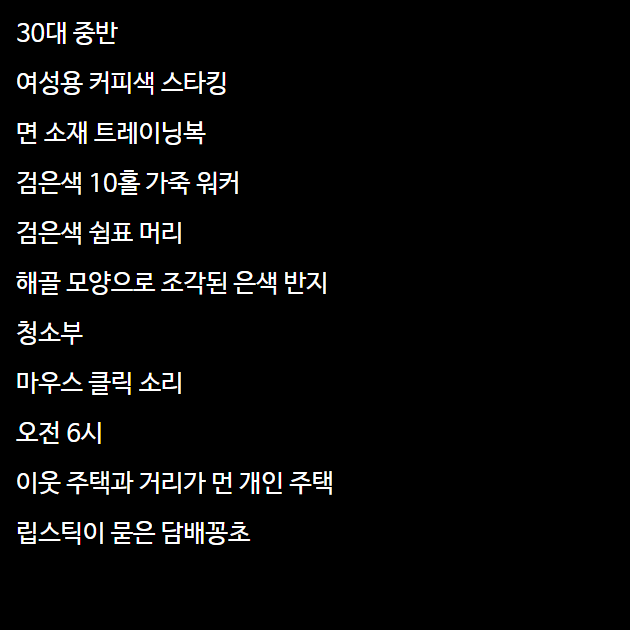 30대 중반
여성용 커피색 스타킹
면 소재 트레이닝복
검은색 10홀 가죽 워커
검은색 쉼표 머리
해골 모양으로 조각된 은색 반지
청소부
마우스 클릭 소리
오전 6시
이웃 주택과 거리가 먼 개인 주택
립스틱이 묻은 담배꽁초